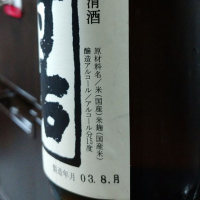 清酒
原材料名／米(国産)米麹(国産米)
醸造アルコール／アルコール分15度
製造年月 03.8.月